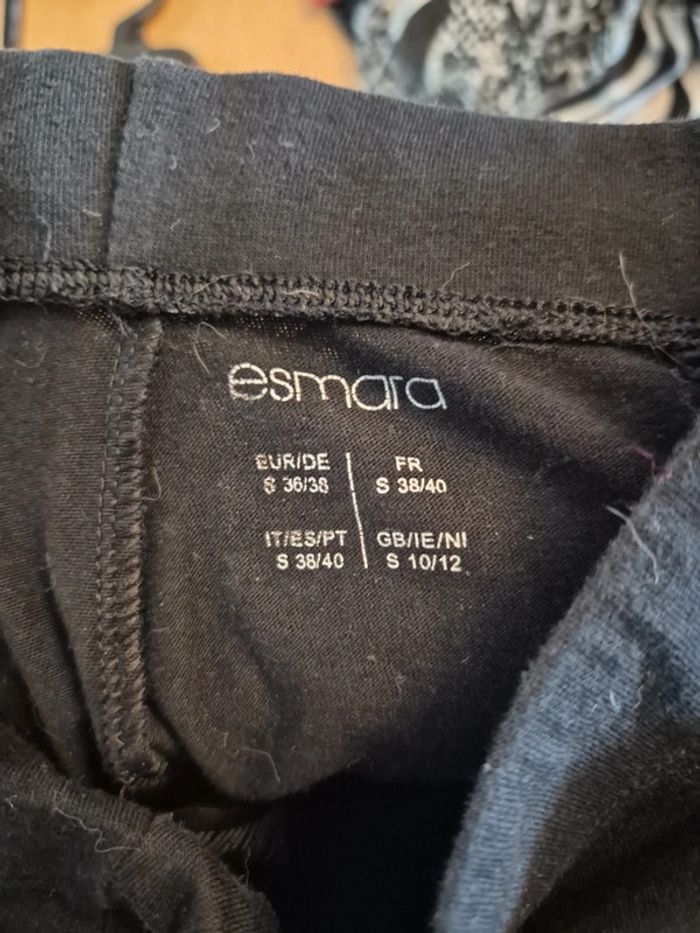 esmara
EUR/DE | FR
S 36/38 | S 38/40
IT/ES/PT | GB/IE/NI
S 38/40 | S 10/12